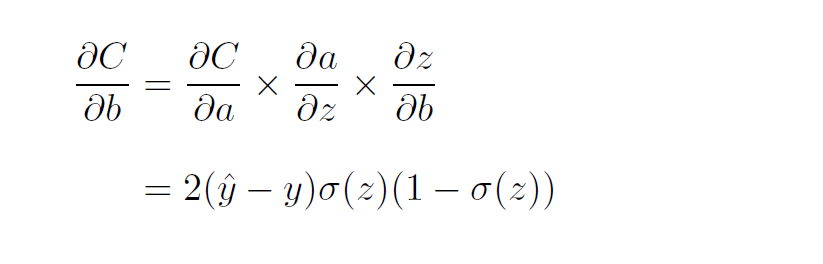 ∂C/∂b = ∂C/∂a × ∂a/∂z × ∂z/∂b
= 2(ŷ − y)σ(z)(1 − σ(z))